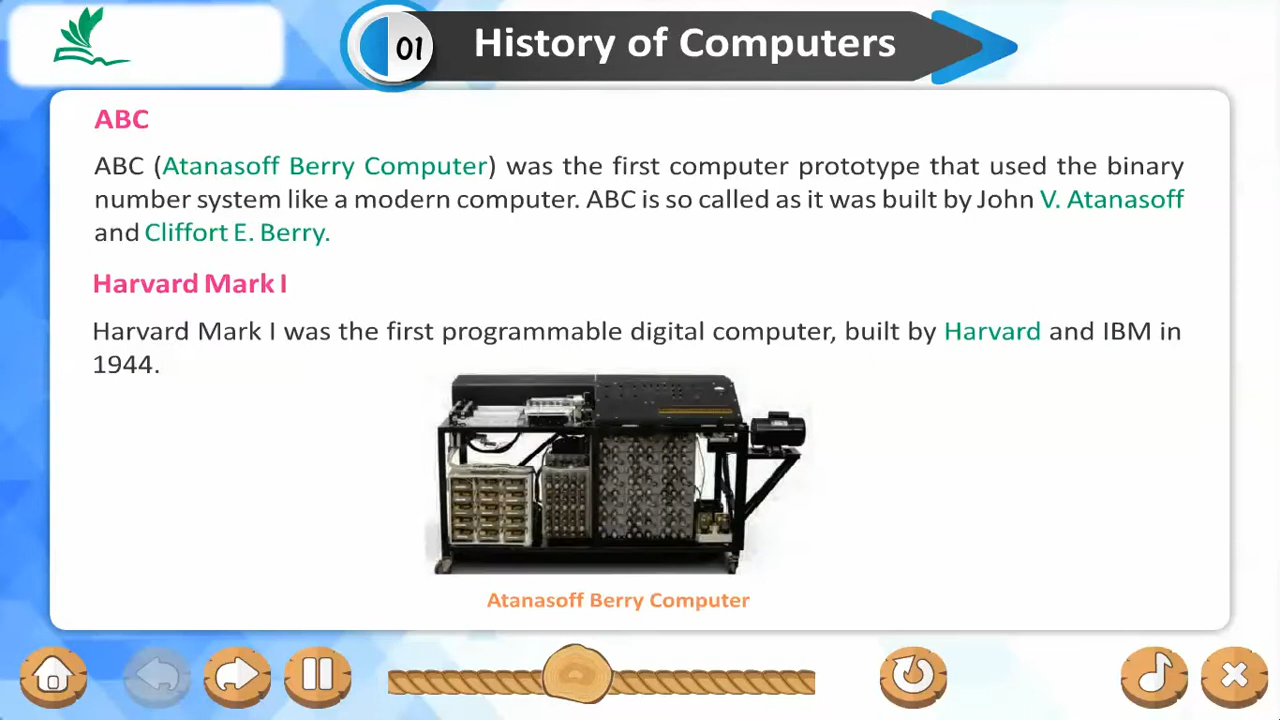 01
History of Computers
ABC
ABC (Atanasoff Berry Computer) was the first computer prototype that used the binary
number system like a modern computer. ABC is so called as it was built by John V. Atanasoff
and Cliffort E. Berry.
Harvard Mark I
Harvard Mark I was the first programmable digital computer, built by Harvard and IBM in
1944.
Atanasoff Berry Computer